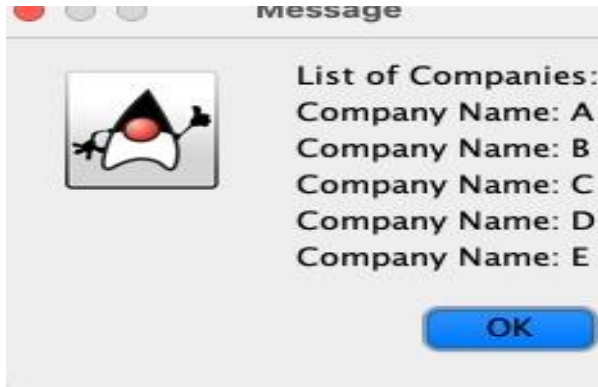 Message
List of Companies:
Company Name: A
Company Name: B
Company Name: C
Company Name: D
Company Name: E
OK